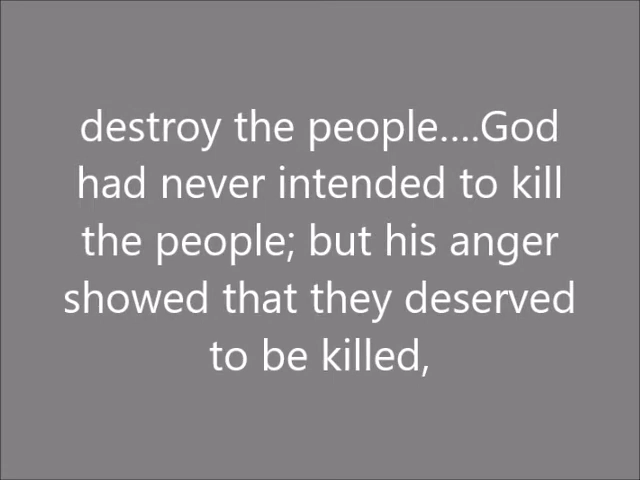 destroy the people....God
had never intended to kill
the people; but his anger
showed that they deserved
to be killed,